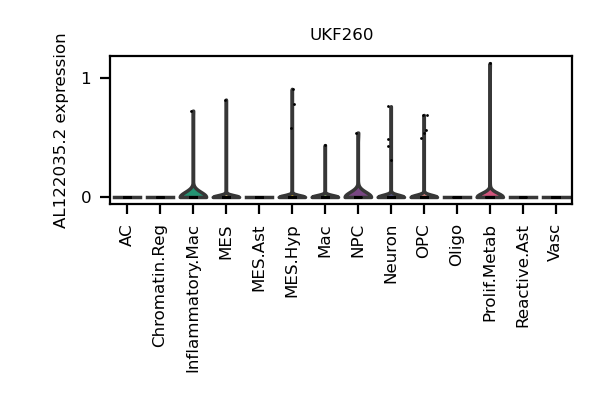 UKF260
AL122035.2 expression
1
0
AC
Chromatin.Reg
Inflammatory.Mac
MES
MES.Ast
MES.Hyp
Mac
NPC
Neuron
OPC
Oligo
Prolif.Metab
Reactive.Ast
Vasc